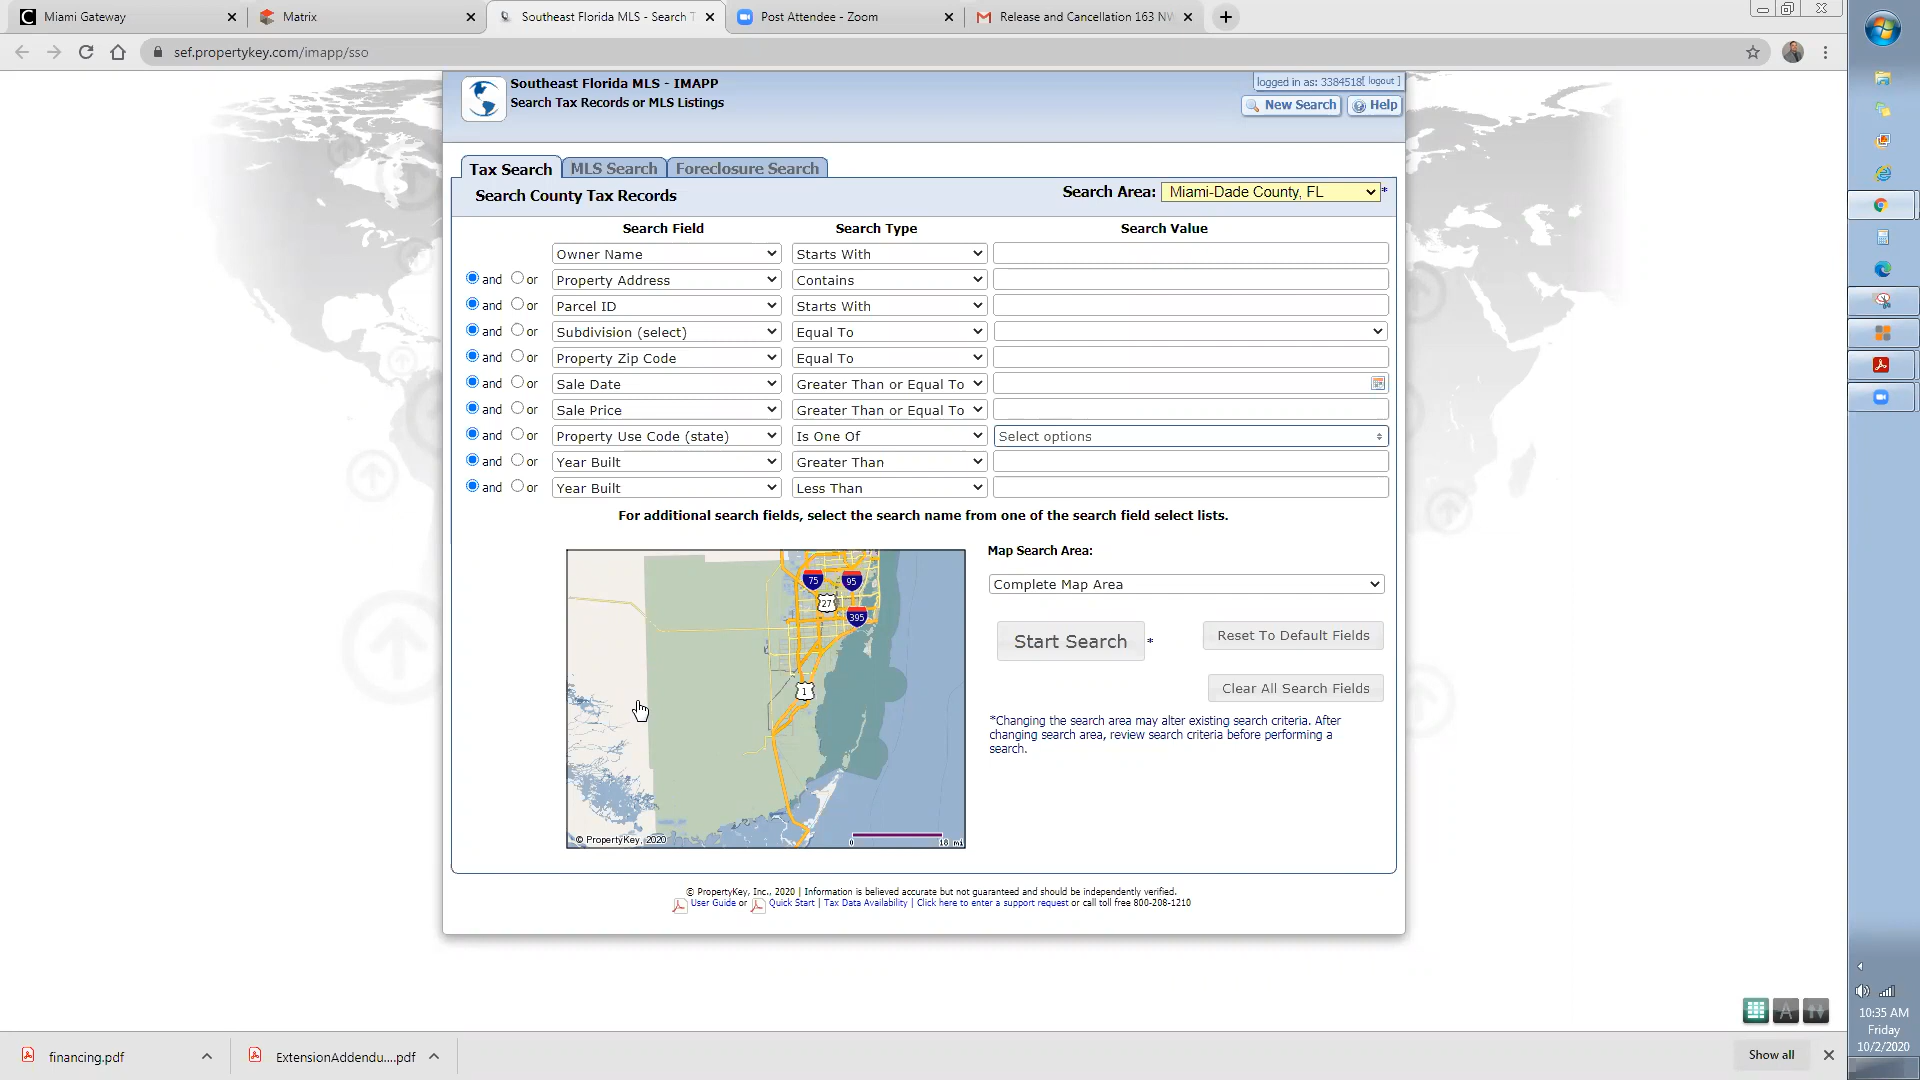 Miami Gateway
Matrix
Southeast Florida MLS - Search T
Post Attendee - Zoom
Release and Cancellation 163 NW
sef.propertykey.com/imapp/sso
Southeast Florida MLS - IMAPP
Search Tax Records or MLS Listings
logged in as: 3384518[ logout ]
New Search
Help
Tax Search
MLS Search
Foreclosure Search
Search County Tax Records
Search Area: Miami-Dade County, FL *
Search Field Search Type Search Value
Owner Name Starts With
and or Property Address Contains
and or Parcel ID Starts With
and or Subdivision (select) Equal To
and or Property Zip Code Equal To
and or Sale Date Greater Than or Equal To
and or Sale Price Greater Than or Equal To
and or Property Use Code (state) Is One Of Select options
and or Year Built Greater Than
and or Year Built Less Than
For additional search fields, select the search name from one of the search field select lists.
75
95
27
395
1
© PropertyKey, 2020
0 18 mi
Map Search Area:
Complete Map Area
Start Search *
Reset To Default Fields
Clear All Search Fields
*Changing the search area may alter existing search criteria. After
changing search area, review search criteria before performing a
search.
© PropertyKey, Inc., 2020 | Information is believed accurate but not guaranteed and should be independently verified.
User Guide or Quick Start | Tax Data Availability | Click here to enter a support request or call toll free 800-208-1210
A
financing.pdf
ExtensionAddendu....pdf
Show all
10:35 AM
Friday
10/2/2020